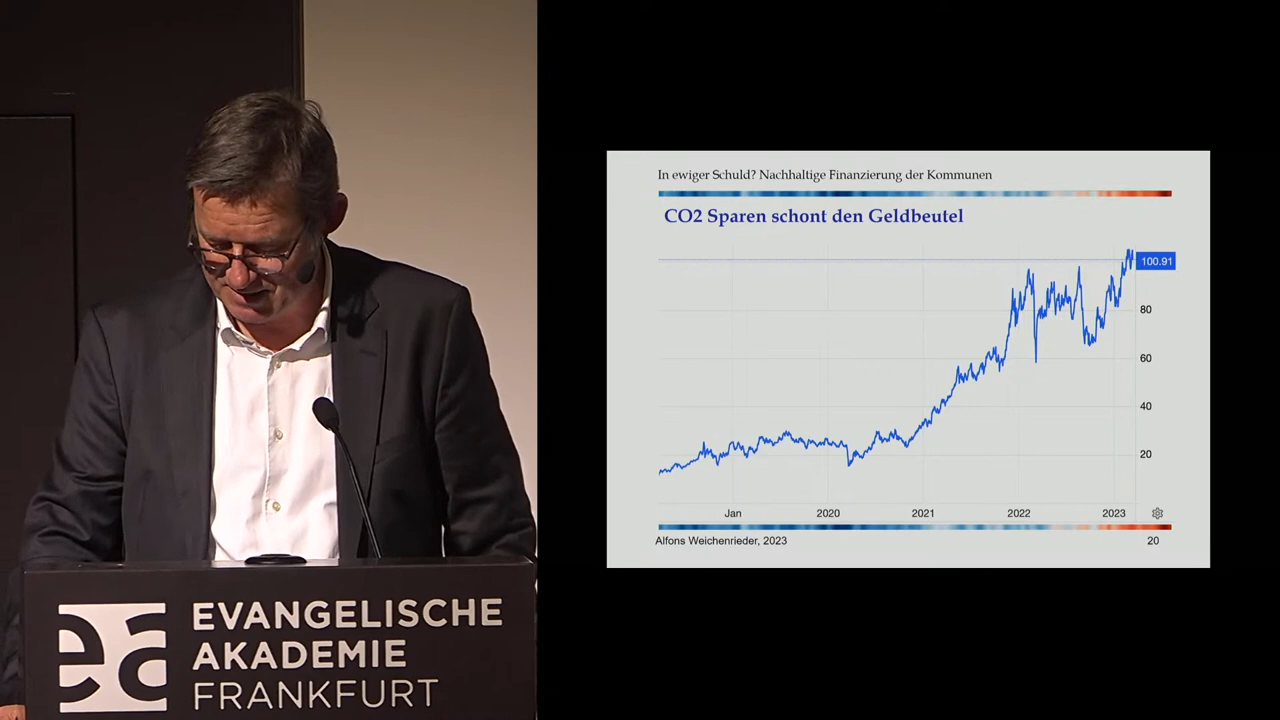 In ewiger Schuld? Nachhaltige Finanzierung der Kommunen
CO2 Sparen schont den Geldbeutel
100.91
80
60
40
20
Jan
2020
2021
2022
2023
Alfons Weichenrieder, 2023
20
ea
EVANGELISCHE
AKADEMIE
FRANKFURT